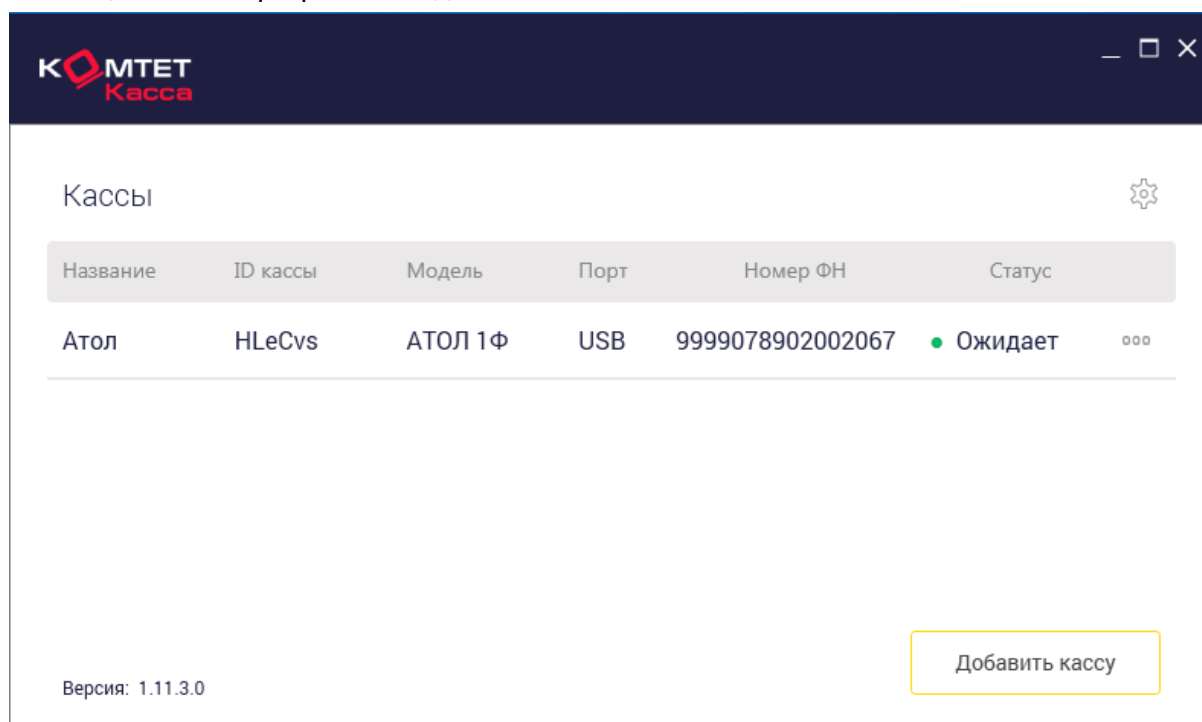 КОМТЕТ
Касса
Кассы
Название ID кассы Модель Порт Номер ФН Статус
Атол HLeCvs АТОЛ 1Ф USB 9999078902002067 Ожидает
Добавить кассу
Версия: 1.11.3.0